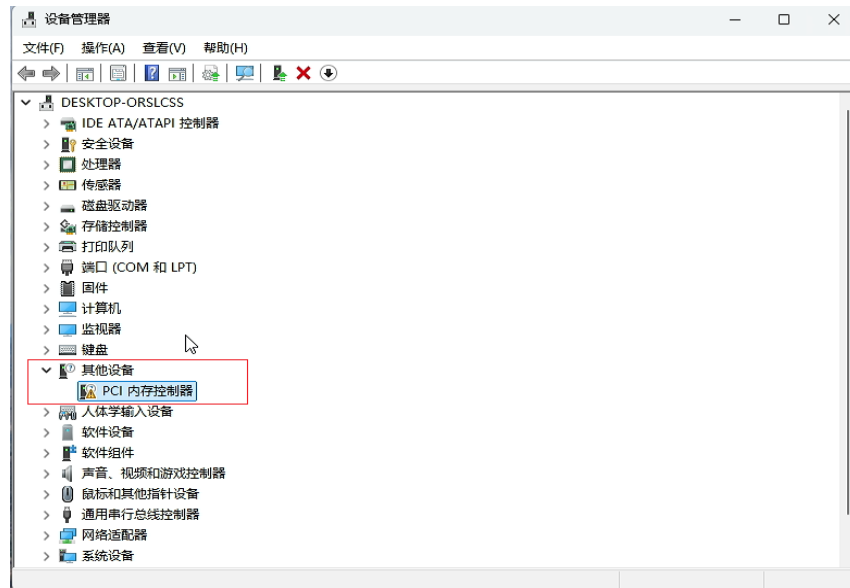 设备管理器
文件(F) 操作(A) 查看(V) 帮助(H)
DESKTOP-ORSLCSS
IDE ATA/ATAPI 控制器
安全设备
处理器
传感器
磁盘驱动器
存储控制器
打印队列
端口 (COM 和 LPT)
固件
计算机
监视器
键盘
其他设备
PCI 内存控制器
人体学输入设备
软件设备
软件组件
声音、视频和游戏控制器
鼠标和其他指针设备
通用串行总线控制器
网络适配器
系统设备